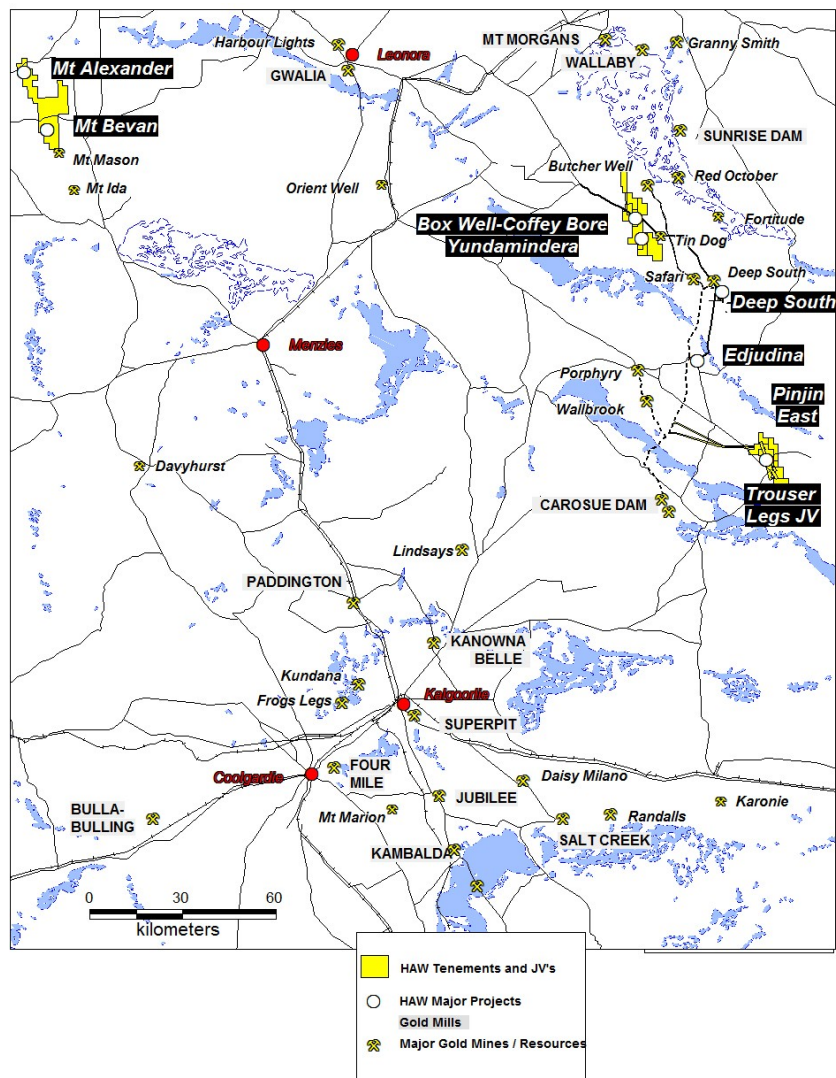 Harbour Lights
Leonora
MT MORGANS
Granny Smith
WALLABY
GWALIA
Mt Alexander
Mt Bevan
SUNRISE DAM
Mt Mason
Butcher Well
Red October
Mt Ida
Orient Well
Box Well-Coffey Bore
Yundamindera
Fortitude
Tin Dog
Safari
Deep South
Deep South
Menzies
Edjudina
Porphyry
Pinjin
East
Wallbrook
Davyhurst
Trouser
Legs JV
CAROSUE DAM
Lindsays
PADDINGTON
KANOWNA
BELLE
Kundana
Frogs Legs
Kalgoorlie
SUPERPIT
Coolgardie
FOUR
MILE
Daisy Milano
JUBILEE
Karonie
BULLA-
BULLING
Mt Marion
Randalls
SALT CREEK
KAMBALDA
0 30 60
kilometers
HAW Tenements and JV's
HAW Major Projects
Gold Mills
Major Gold Mines / Resources